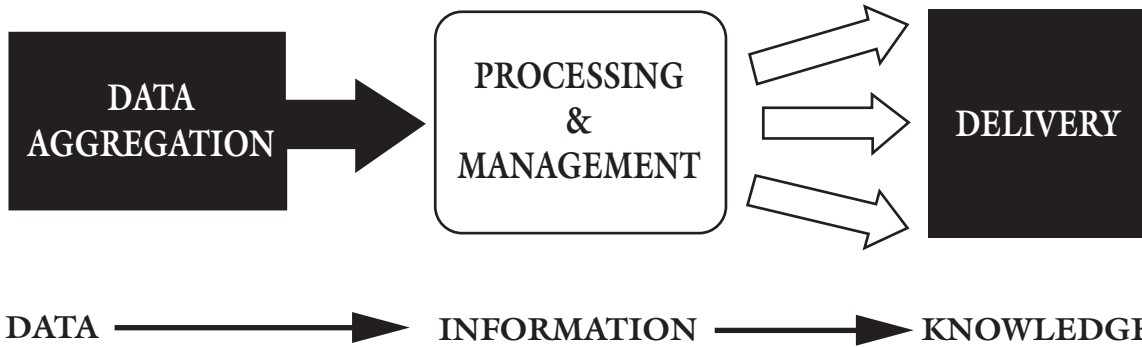 DATA
AGGREGATION
PROCESSING
&
MANAGEMENT
DELIVERY
DATA
INFORMATION
KNOWLEDGE